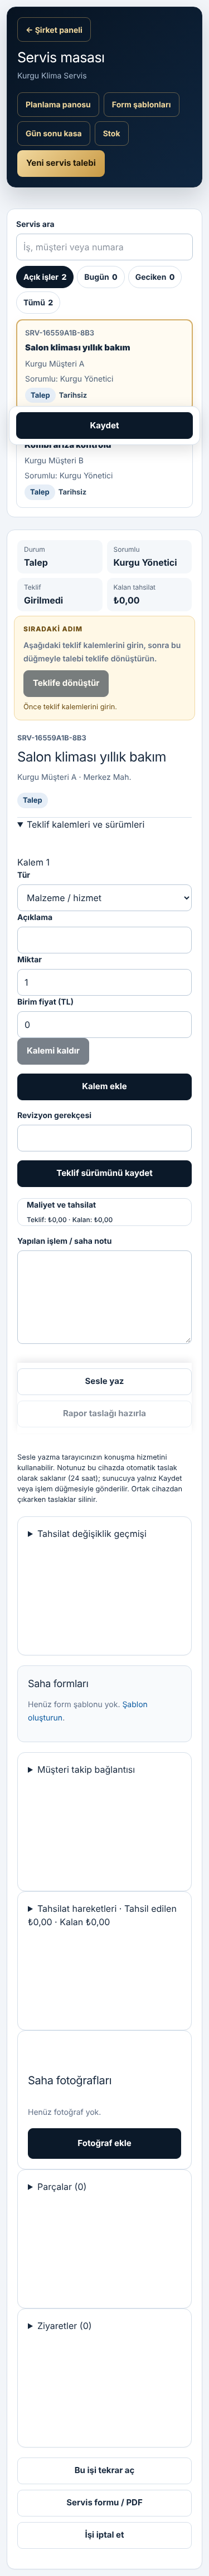 ← Şirket paneli
Servis masası
Kurgu Klima Servis
Planlama panosu
Form şablonları
Gün sonu kasa
Stok
Yeni servis talebi
Servis ara
İş, müşteri veya numara
Açık işler 2
Bugün 0
Geciken 0
Tümü 2
SRV-16559A1B-8B3
Salon kliması yıllık bakım
Kurgu Müşteri A
Sorumlu: Kurgu Yönetici
Talep Tarihsiz
Kaydet
Kombi arıza kontrolü
Kurgu Müşteri B
Sorumlu: Kurgu Yönetici
Talep Tarihsiz
Durum
Talep
Sorumlu
Kurgu Yönetici
Teklif
Girilmedi
Kalan tahsilat
₺0,00
SIRADAKİ ADIM
Aşağıdaki teklif kalemlerini girin, sonra bu
düğmeyle talebi teklife dönüştürün.
Teklife dönüştür
Önce teklif kalemlerini girin.
SRV-16559A1B-8B3
Salon kliması yıllık bakım
Kurgu Müşteri A · Merkez Mah.
Talep
▼ Teklif kalemleri ve sürümleri
Kalem 1
Tür
Malzeme / hizmet
Açıklama
Miktar
1
Birim fiyat (TL)
0
Kalemi kaldır
Kalem ekle
Revizyon gerekçesi
Teklif sürümünü kaydet
Maliyet ve tahsilat
Teklif: ₺0,00 · Kalan: ₺0,00
Yapılan işlem / saha notu
Sesle yaz
Rapor taslağı hazırla
Sesle yazma tarayıcınızın konuşma hizmetini
kullanabilir. Notunuz bu cihazda otomatik taslak
olarak saklanır (24 saat); sunucuya yalnız Kaydet
veya işlem düğmesiyle gönderilir. Ortak cihazdan
çıkarken taslaklar silinir.
▶ Tahsilat değişiklik geçmişi
Saha formları
Henüz form şablonu yok. Şablon
oluşturun.
▶ Müşteri takip bağlantısı
▶ Tahsilat hareketleri · Tahsil edilen
₺0,00 · Kalan ₺0,00
Saha fotoğrafları
Henüz fotoğraf yok.
Fotoğraf ekle
▶ Parçalar (0)
▶ Ziyaretler (0)
Bu işi tekrar aç
Servis formu / PDF
İşi iptal et